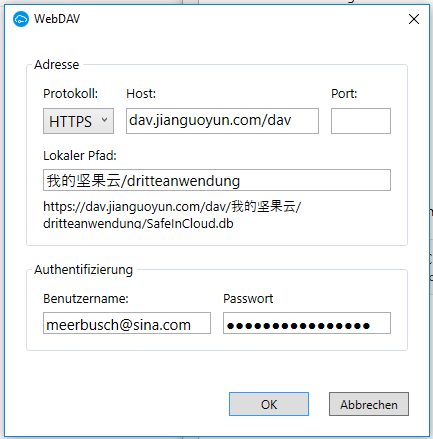 WebDAV
Adresse
Protokoll: Host: Port:
HTTPS dav.jianguoyun.com/dav
Lokaler Pfad:
我的坚果云/dritteanwendung
https://dav.jianguoyun.com/dav/我的坚果云/
dritteanwendung/SafeInCloud.db
Authentifizierung
Benutzername: Passwort
meerbusch@sina.com ●●●●●●●●●●●●●●●●
OK Abbrechen